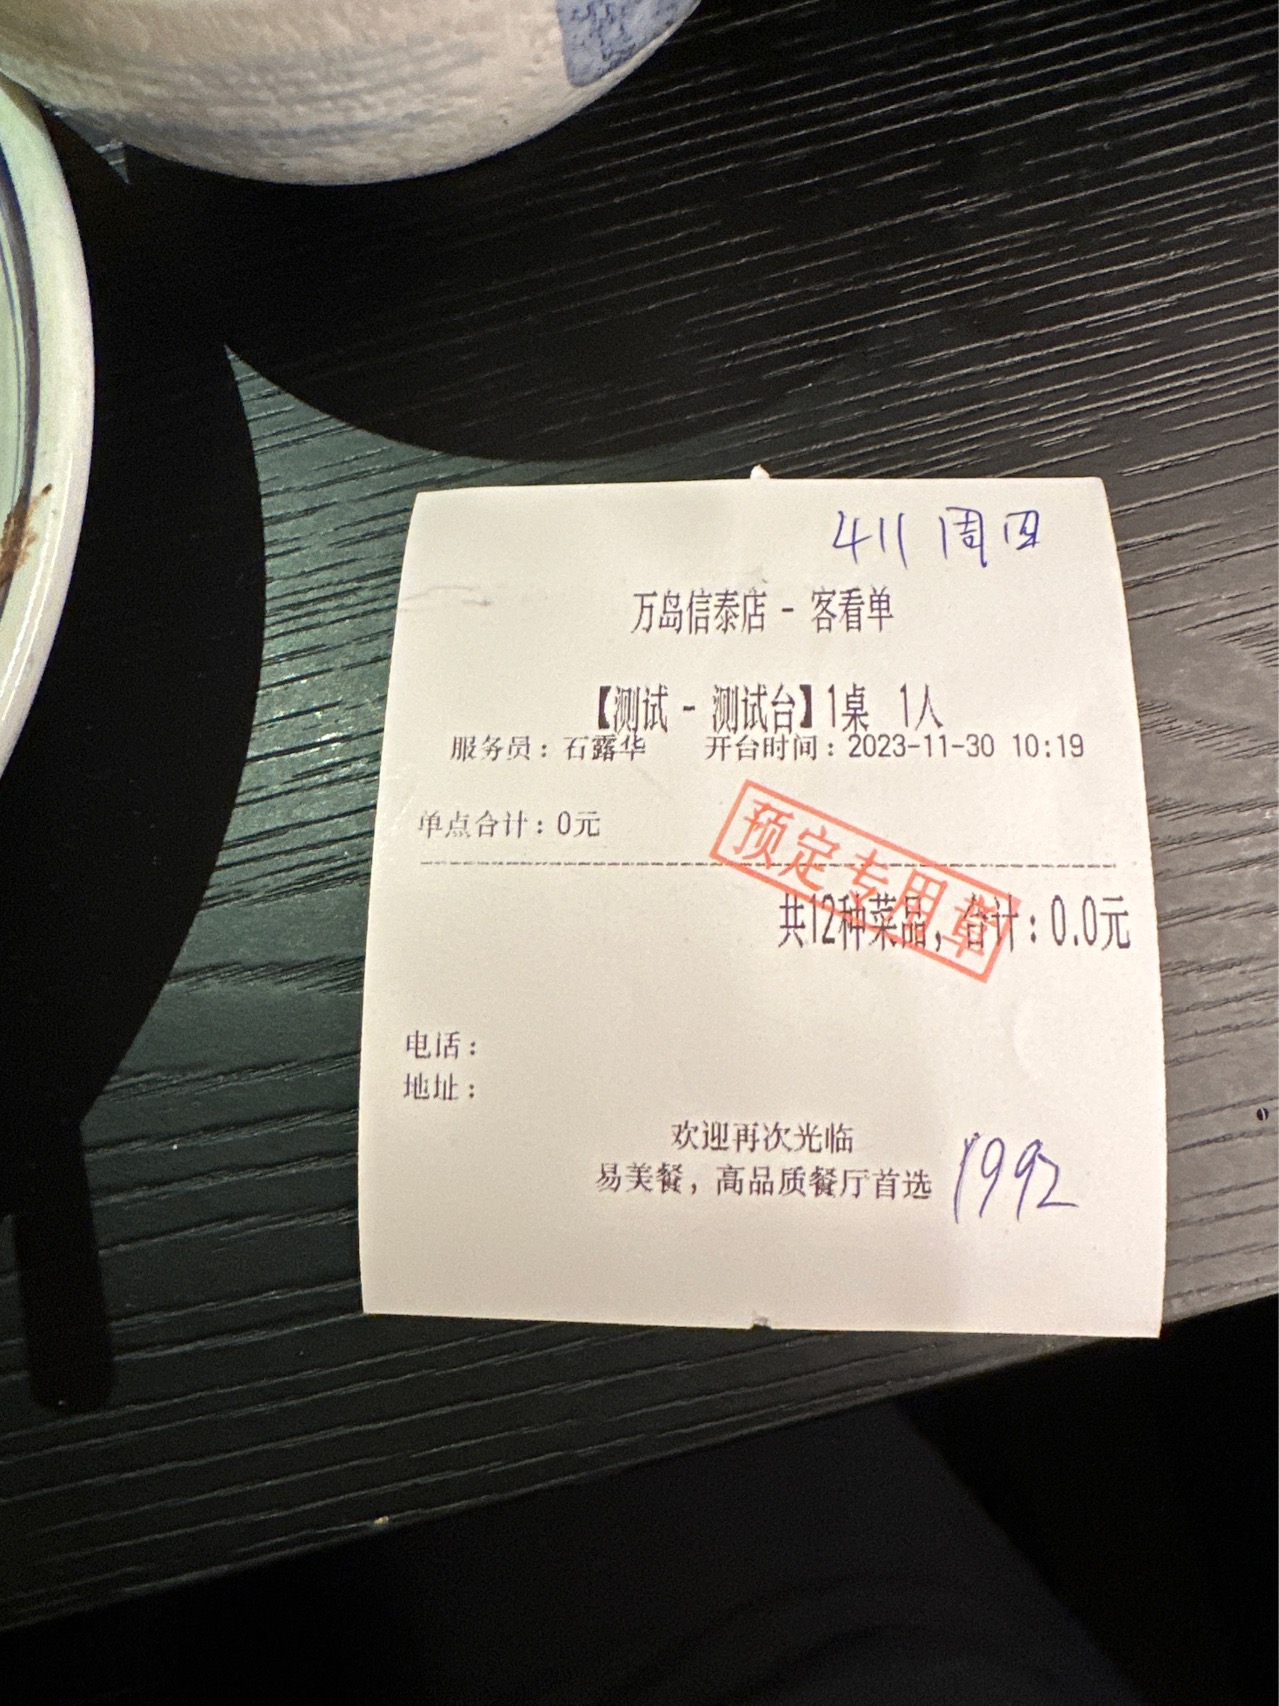 411 周四
万岛信泰店 - 客看单
【测试 - 测试台】1桌 1人
服务员：石露华 开台时间：2023-11-30 10:19
单点合计：0元
预定专用章
共12种菜品，合计：0.0元
电话：
地址：
欢迎再次光临
易美餐，高品质餐厅首选
1992